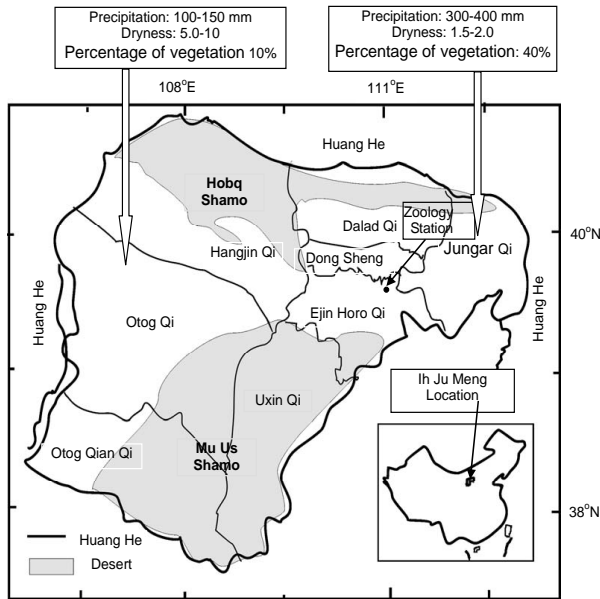 Precipitation: 100-150 mm
Dryness: 5.0-10
Percentage of vegetation 10%
Precipitation: 300-400 mm
Dryness: 1.5-2.0
Percentage of vegetation: 40%
108°E
111°E
Huang He
Hobq
Shamo
Dalad Qi
Zoology
Station
Jungar Qi
40°N
Hangjin Qi
Dong Sheng
Huang He
Otog Qi
Ejin Horo Qi
Huang He
Uxin Qi
Ih Ju Meng
Location
Otog Qian Qi
Mu Us
Shamo
38°N
Huang He
Desert